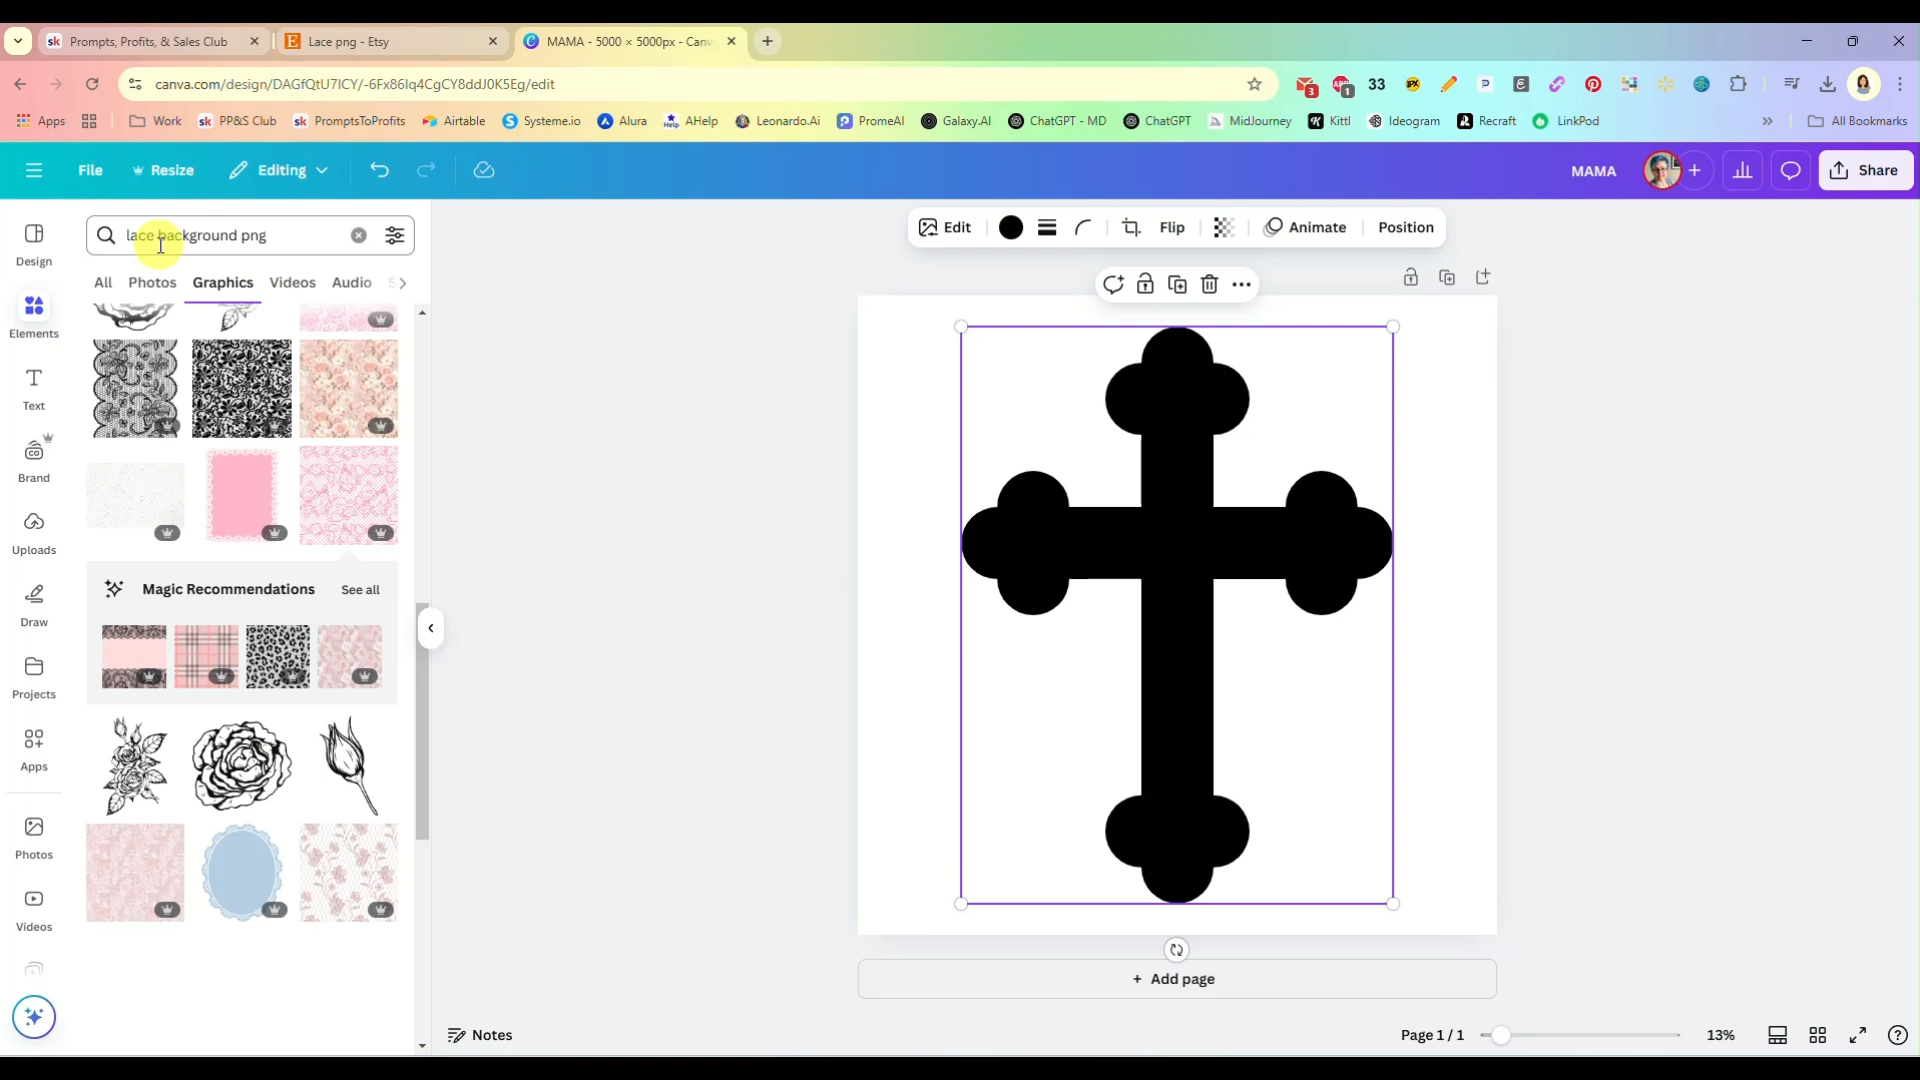 Prompts, Profits, & Sales Club
Lace png - Etsy
MAMA - 5000 × 5000px - Canv
canva.com/design/DAGfQtU7ICY/-6Fx86Iq4CgCY8ddJ0K5Eg/edit
3
1
33
Apps
Work
PP&S Club
PromptsToProfits
Airtable
Systeme.io
Alura
AHelp
Leonardo.Ai
PromeAI
Galaxy.AI
ChatGPT - MD
ChatGPT
MidJourney
Kittl
Ideogram
Recraft
LinkPod
All Bookmarks
File
Resize
Editing
MAMA
Share
lace background png
Edit
Flip
Animate
Position
Design
All
Photos
Graphics
Videos
Audio
Elements
Text
Brand
Uploads
Magic Recommendations
See all
Draw
Projects
Apps
Photos
Videos
+ Add page
Notes
Page 1 / 1
13%